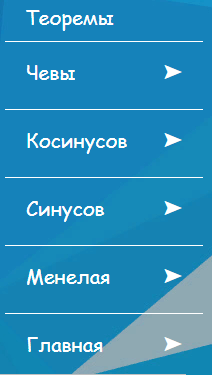 Теоремы
Чевы
Косинусов
Синусов
Менелая
Главная